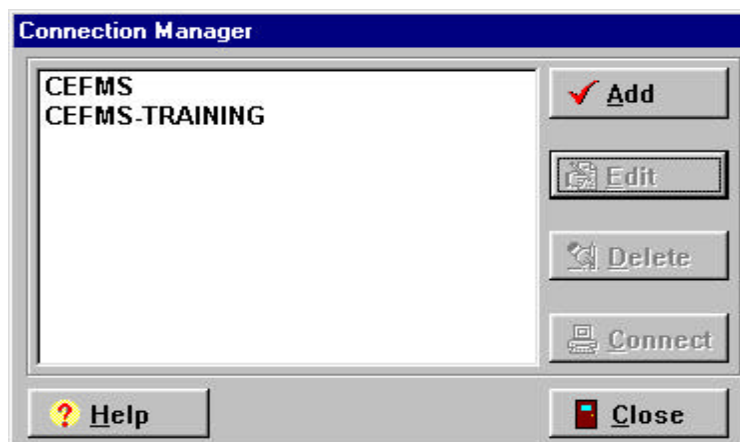 Connection Manager
CEFMS
CEFMS-TRAINING
Add
Edit
Delete
Connect
Help
Close